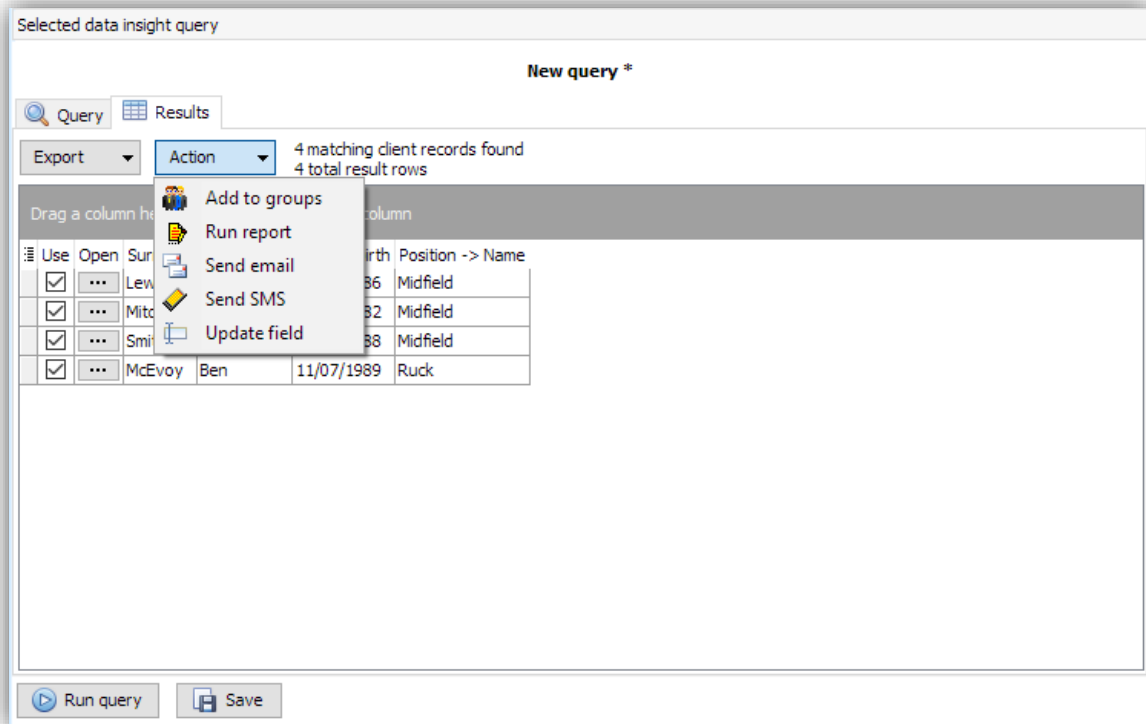 Selected data insight query
New query *
Query Results
Export Action 4 matching client records found
4 total result rows
Add to groups
Run report
Send email
Send SMS
Update field
Drag a column column
Use Open Position -> Name
Midfield
Midfield
Midfield
McEvoy Ben 11/07/1989 Ruck
Run query Save